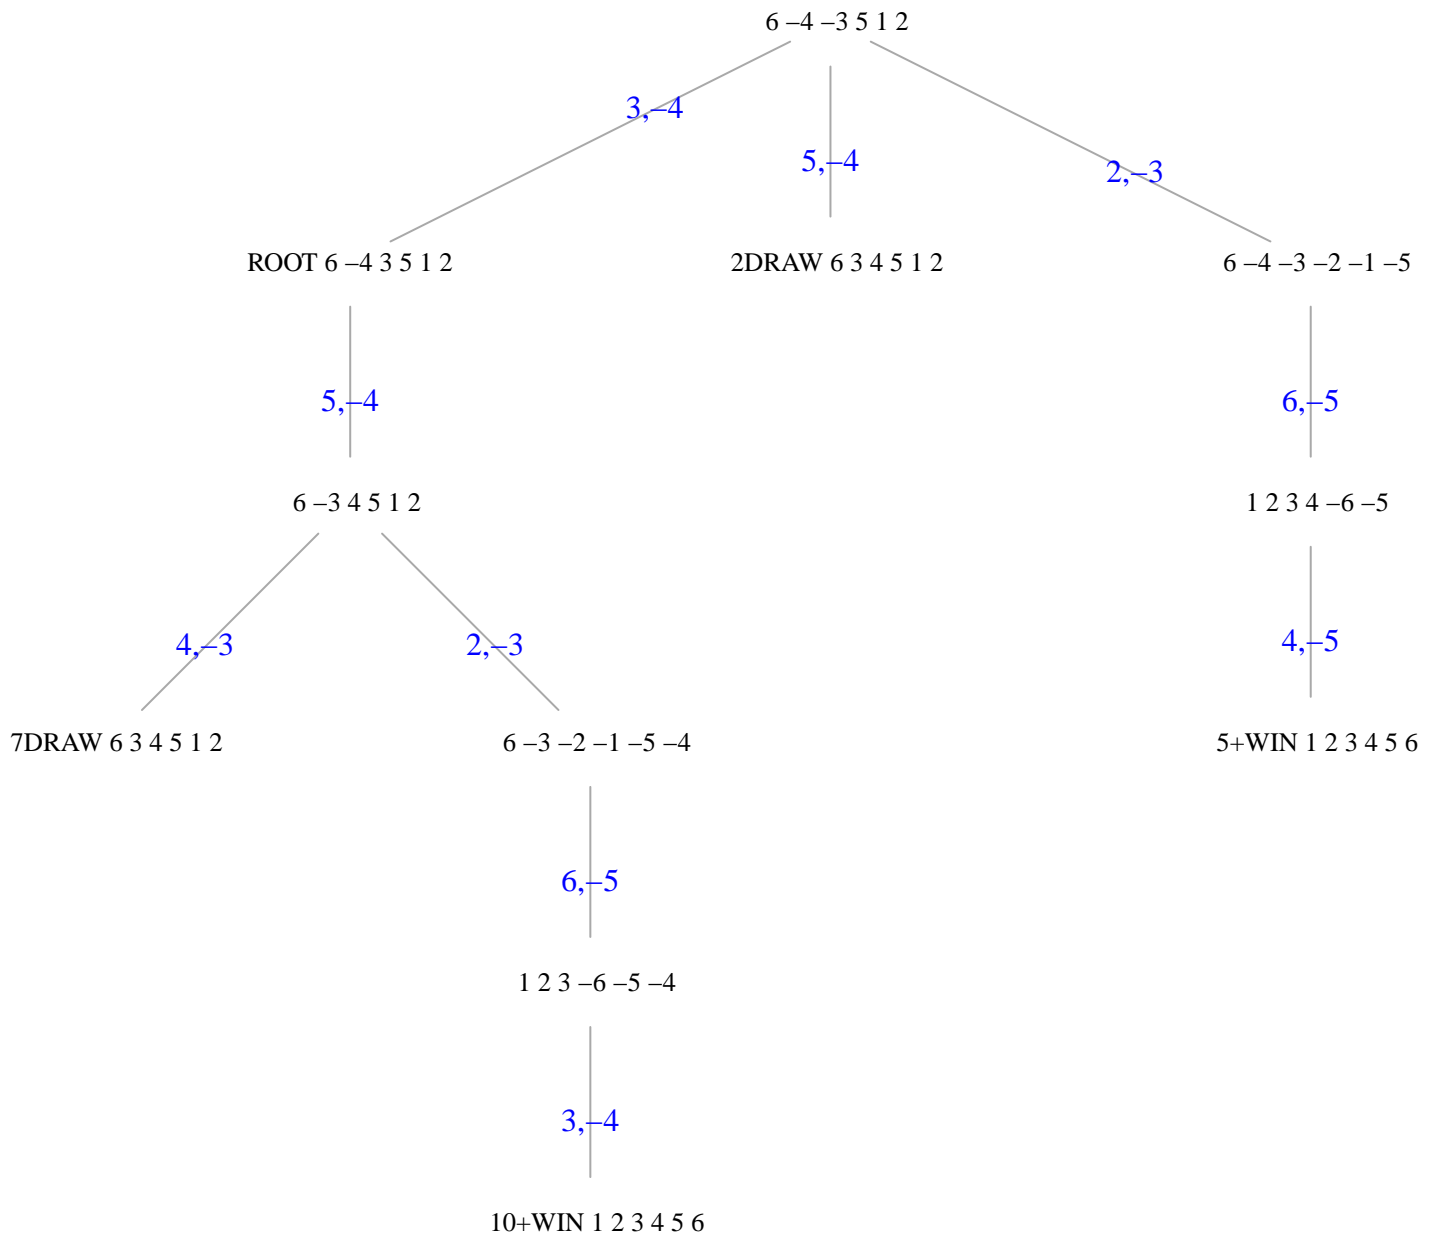 6 –4 –3 5 1 2
3,–4
5,–4
2,–3
ROOT 6 –4 3 5 1 2
2DRAW 6 3 4 5 1 2
6 –4 –3 –2 –1 –5
5,–4
6,–5
6 –3 4 5 1 2
1 2 3 4 –6 –5
4,–3
2,–3
4,–5
7DRAW 6 3 4 5 1 2
6 –3 –2 –1 –5 –4
5+WIN 1 2 3 4 5 6
6,–5
1 2 3 –6 –5 –4
3,–4
10+WIN 1 2 3 4 5 6